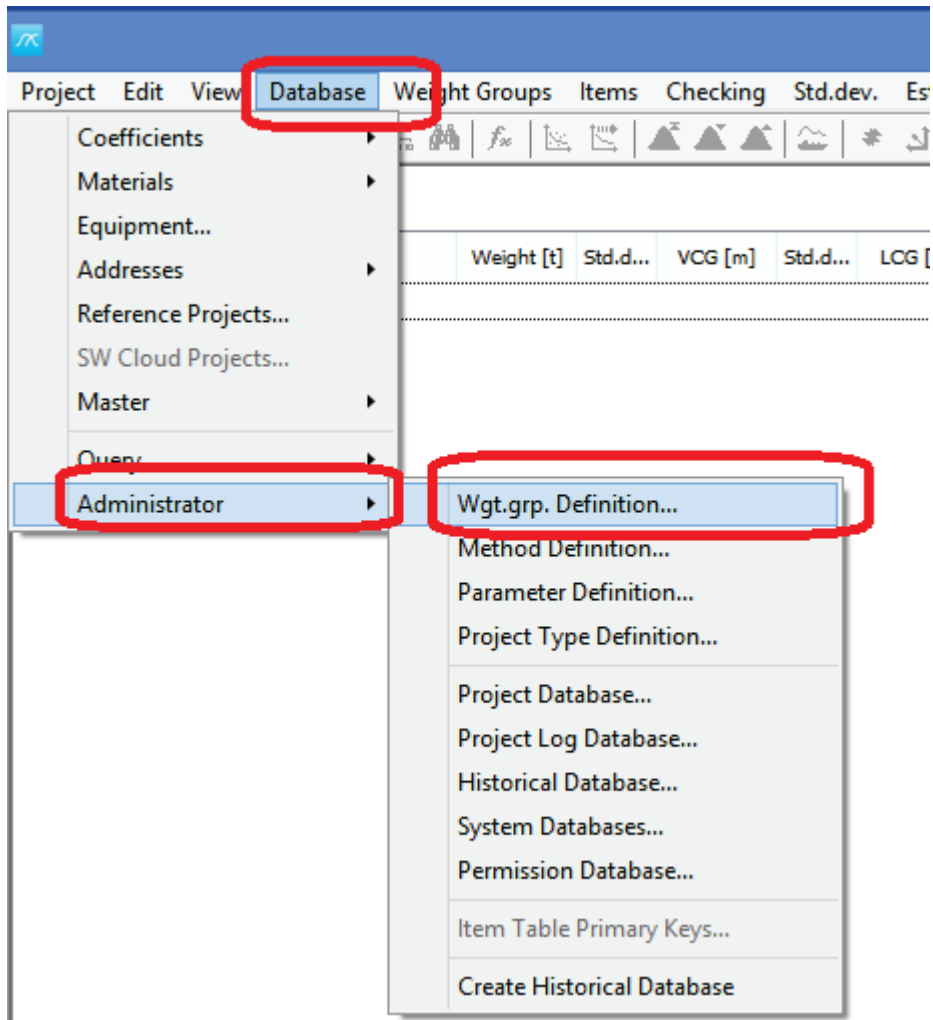 Project Edit View Database Weight Groups Items Checking Std.dev.
Coefficients
Materials
Equipment...
Addresses
Reference Projects...
SW Cloud Projects...
Master
Query
Administrator
Weight [t] Std.d... VCG [m] Std.d... LCG [
Wgt.grp. Definition...
Method Definition...
Parameter Definition...
Project Type Definition...
Project Database...
Project Log Database...
Historical Database...
System Databases...
Permission Database...
Item Table Primary Keys...
Create Historical Database